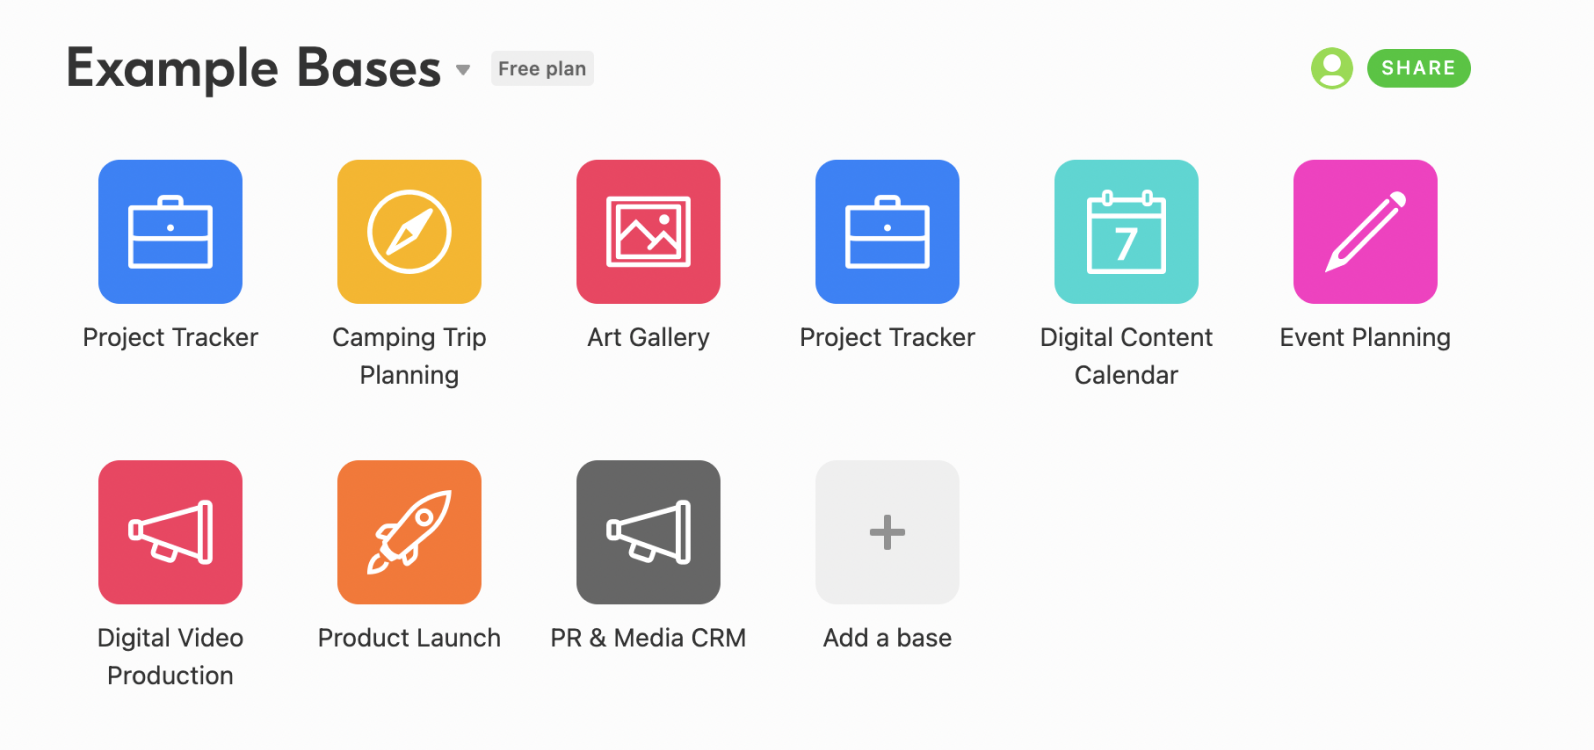 Example Bases
Free plan
SHARE
7
Project Tracker
Camping Trip
Planning
Art Gallery
Project Tracker
Digital Content
Calendar
Event Planning
Digital Video
Production
Product Launch
PR & Media CRM
Add a base